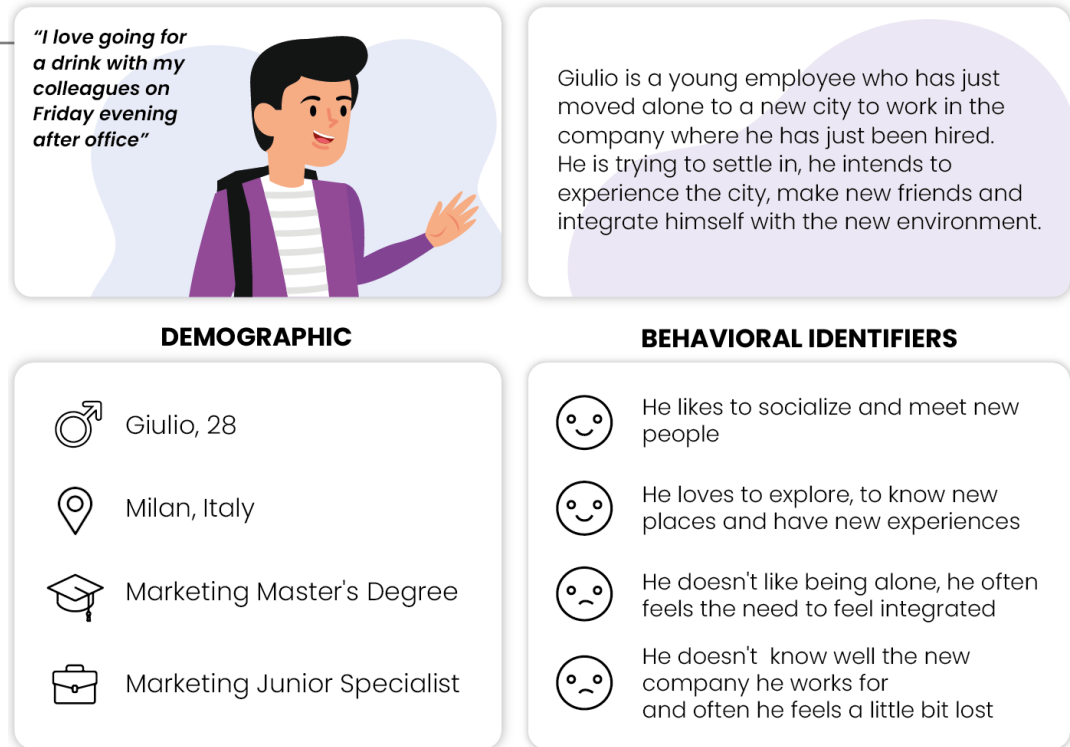 “I love going for
a drink with my
colleagues on
Friday evening
after office”
Giulio is a young employee who has just
moved alone to a new city to work in the
company where he has just been hired.
He is trying to settle in, he intends to
experience the city, make new friends and
integrate himself with the new environment.
DEMOGRAPHIC
Giulio, 28
Milan, Italy
Marketing Master's Degree
Marketing Junior Specialist
BEHAVIORAL IDENTIFIERS
He likes to socialize and meet new
people
He loves to explore, to know new
places and have new experiences
He doesn't like being alone, he often
feels the need to feel integrated
He doesn't  know well the new
company he works for
and often he feels a little bit lost